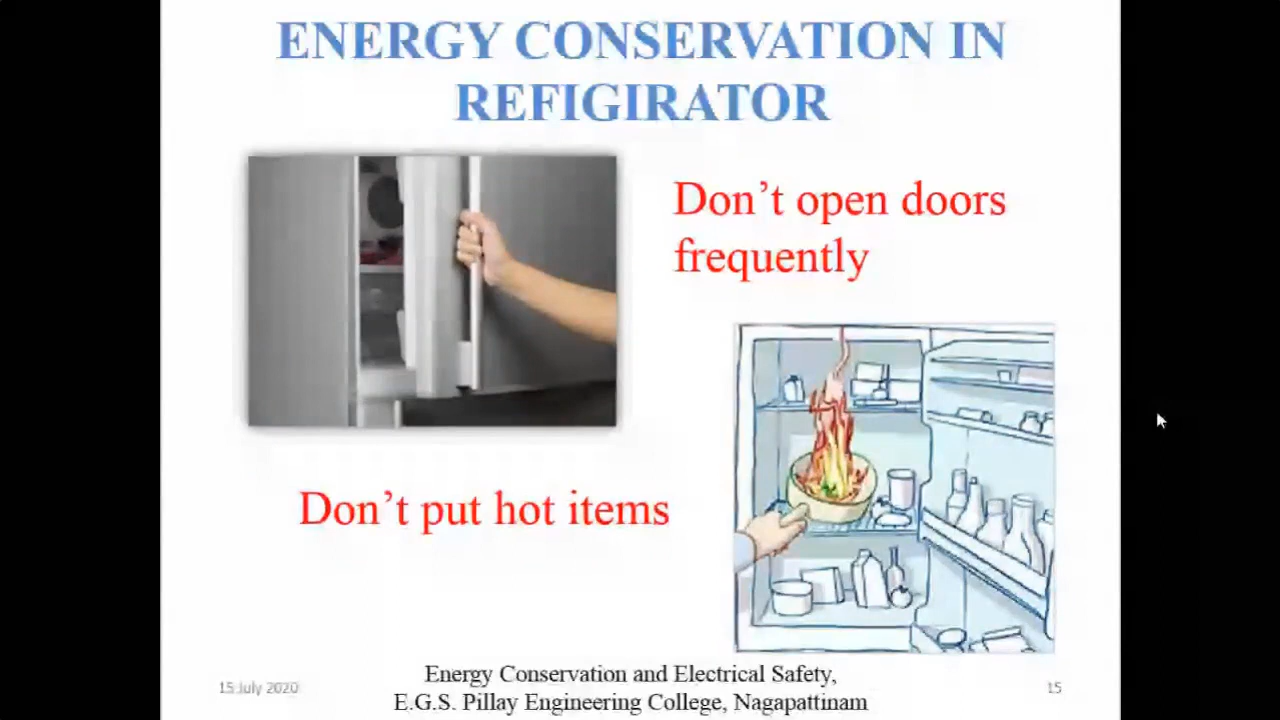 ENERGY CONSERVATION IN
REFIGIRATOR
Don’t open doors
frequently
Don’t put hot items
15 July 2020
Energy Conservation and Electrical Safety,
E.G.S. Pillay Engineering College, Nagapattinam
15